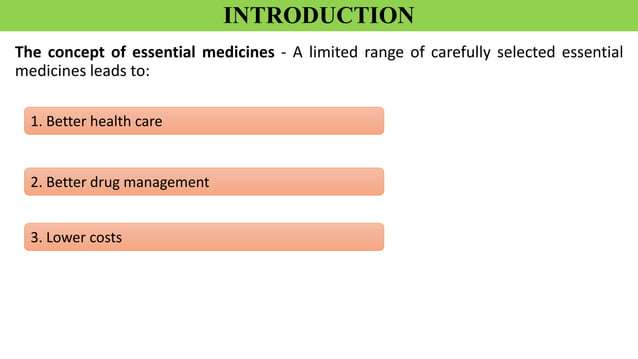 INTRODUCTION
The concept of essential medicines - A limited range of carefully selected essential
medicines leads to:
1. Better health care
2. Better drug management
3. Lower costs